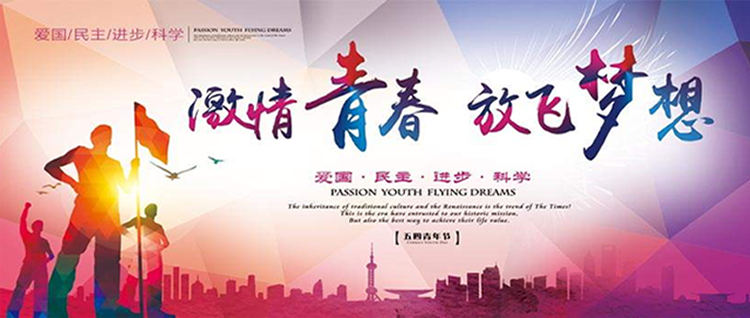 爱国/民主/进步/科学
PASSION YOUTH FLYING DREAMS
激情青春 放飞梦想
爱国·民主·进步·科学
PASSION YOUTH FLYING DREAMS
The inheritance of traditional culture and the Renaissance is the trend of The Times!
This is the era have entrusted to our historic mission,
But also the best way to achieve their life value.
【五四青年节】